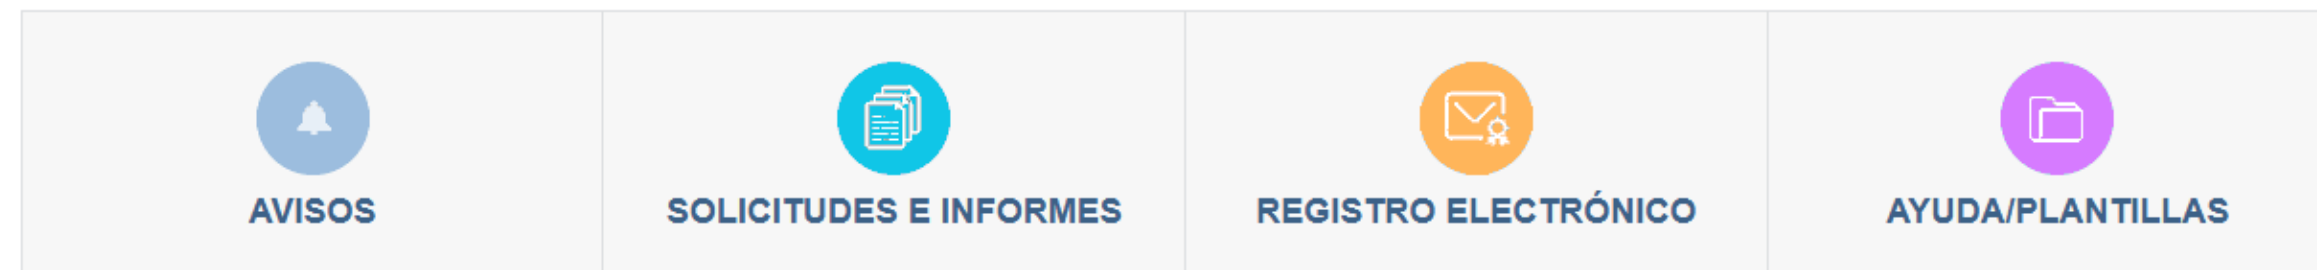 AVISOS
SOLICITUDES E INFORMES
REGISTRO ELECTRÓNICO
AYUDA/PLANTILLAS